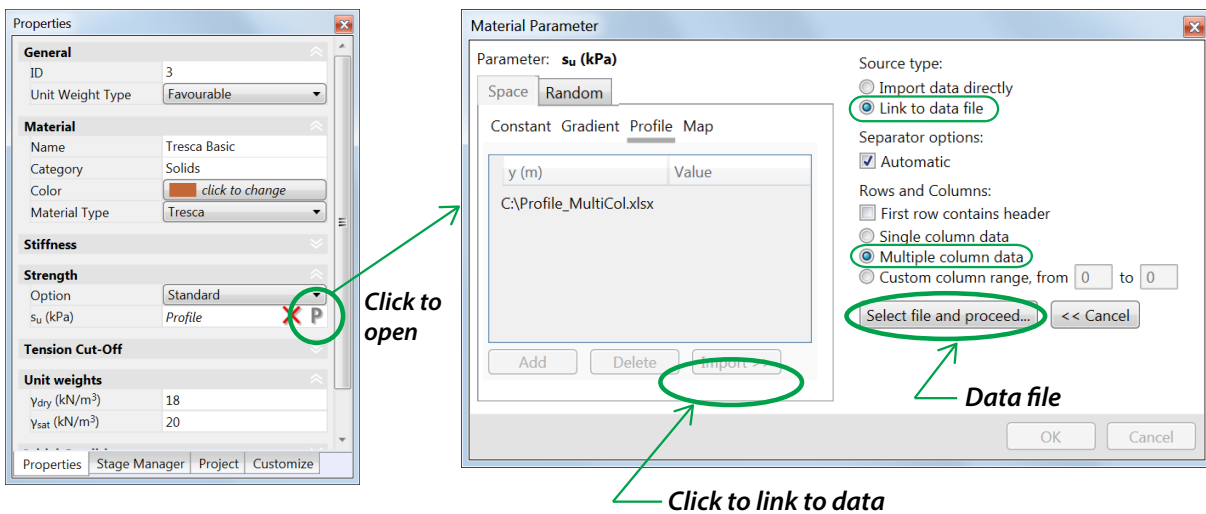 Properties
General
ID 3
Unit Weight Type Favourable
Material
Name Tresca Basic
Category Solids
Color click to change
Material Type Tresca
Stiffness
Strength
Option Standard
su (kPa) Profile P
Tension Cut-Off
Unit weights
γdry (kN/m³) 18
γsat (kN/m³) 20
Properties Stage Manager Project Customize
Click to
open
Material Parameter
Parameter: su (kPa)
Space Random
Constant Gradient Profile Map
y (m) Value
C:\Profile_MultiCol.xlsx
Add Delete Import >>
Source type:
Import data directly
Link to data file
Separator options:
Automatic
Rows and Columns:
First row contains header
Single column data
Multiple column data
Custom column range, from 0 to 0
Select file and proceed... << Cancel
Data file
OK Cancel
Click to link to data